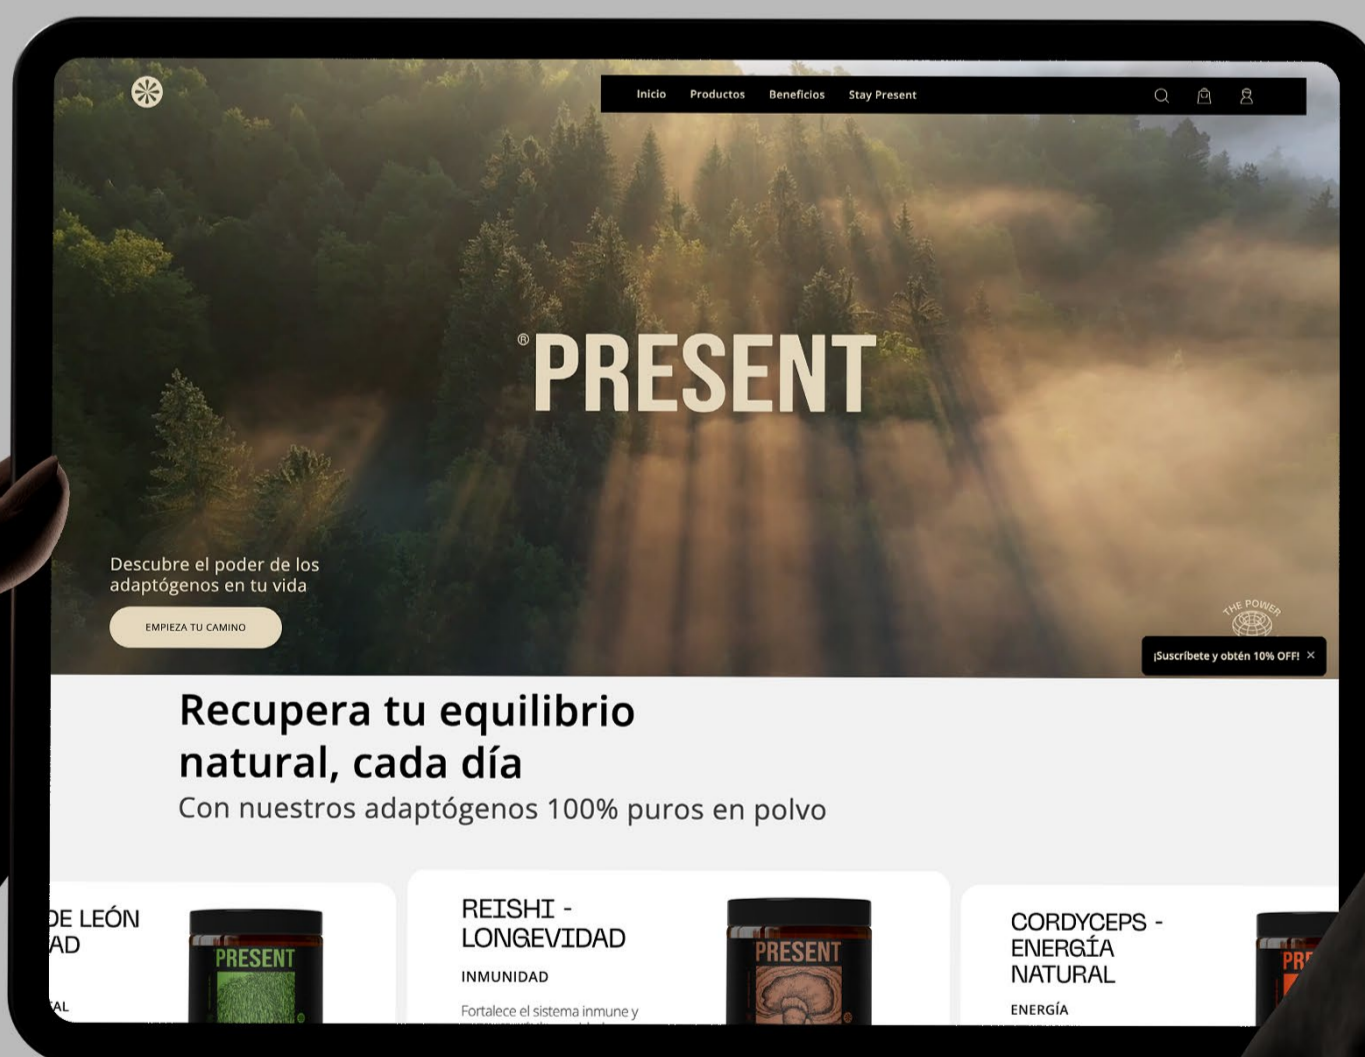 Inicio Productos Beneficios Stay Present
®PRESENT
Descubre el poder de los
adaptógenos en tu vida
EMPIEZA TU CAMINO
THE POWER
¡Suscríbete y obtén 10% OFF! ×
Recupera tu equilibrio
natural, cada día
Con nuestros adaptógenos 100% puros en polvo
DE LEÓN
PRESENT
REISHI -
LONGEVIDAD
INMUNIDAD
Fortalece el sistema inmune y
PRESENT
CORDYCEPS -
ENERGÍA
NATURAL
ENERGÍA